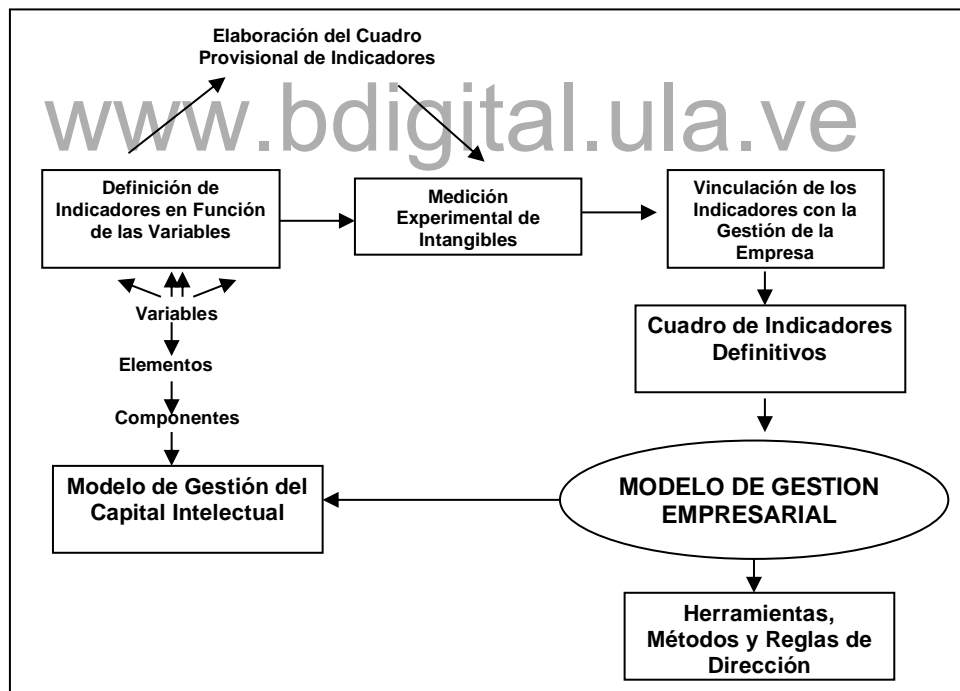 Elaboración del Cuadro
Provisional de Indicadores
www.bdigital.ula.ve
Definición de
Indicadores en Función
de las Variables
Medición
Experimental de
Intangibles
Vinculación de los
Indicadores con la
Gestión de la
Empresa
Variables
Elementos
Componentes
Cuadro de Indicadores
Definitivos
Modelo de Gestión del
Capital Intelectual
MODELO DE GESTION
EMPRESARIAL
Herramientas,
Métodos y Reglas de
Dirección